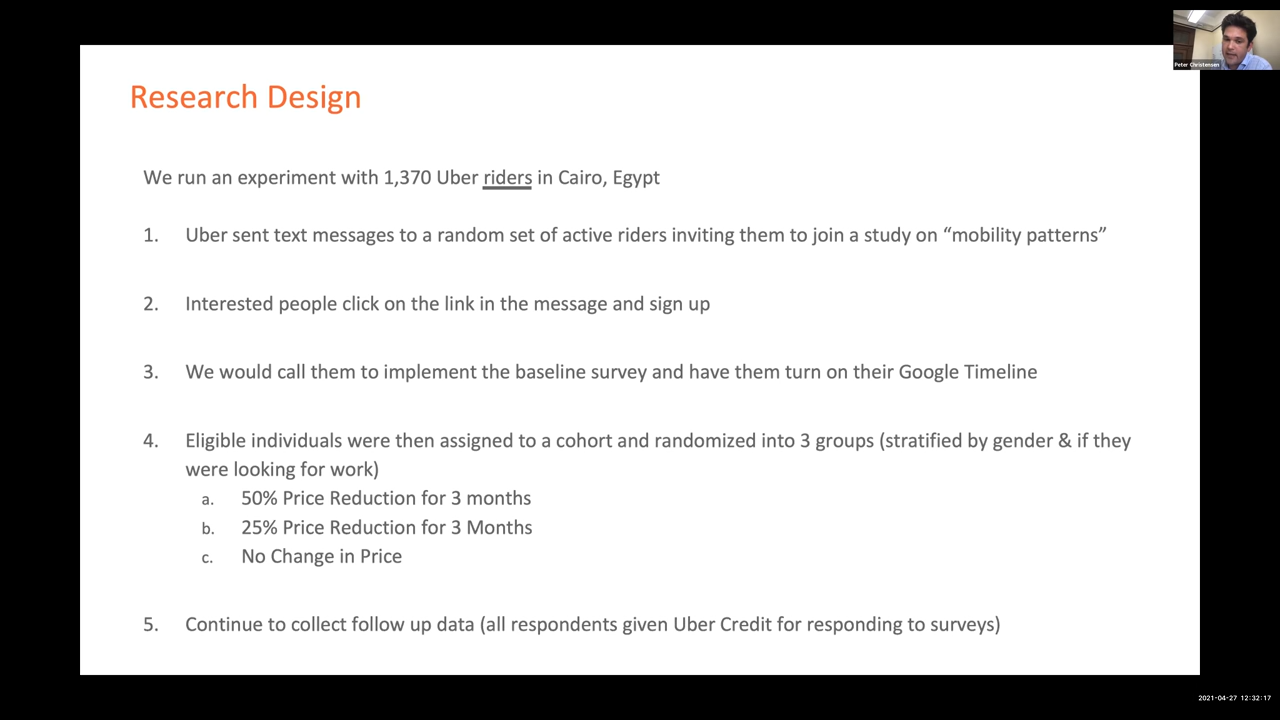 Peter Christensen
Research Design
We run an experiment with 1,370 Uber riders in Cairo, Egypt
1. Uber sent text messages to a random set of active riders inviting them to join a study on “mobility patterns”
2. Interested people click on the link in the message and sign up
3. We would call them to implement the baseline survey and have them turn on their Google Timeline
4. Eligible individuals were then assigned to a cohort and randomized into 3 groups (stratified by gender & if they
were looking for work)
a. 50% Price Reduction for 3 months
b. 25% Price Reduction for 3 Months
c. No Change in Price
5. Continue to collect follow up data (all respondents given Uber Credit for responding to surveys)
2021-04-27 12:32:17